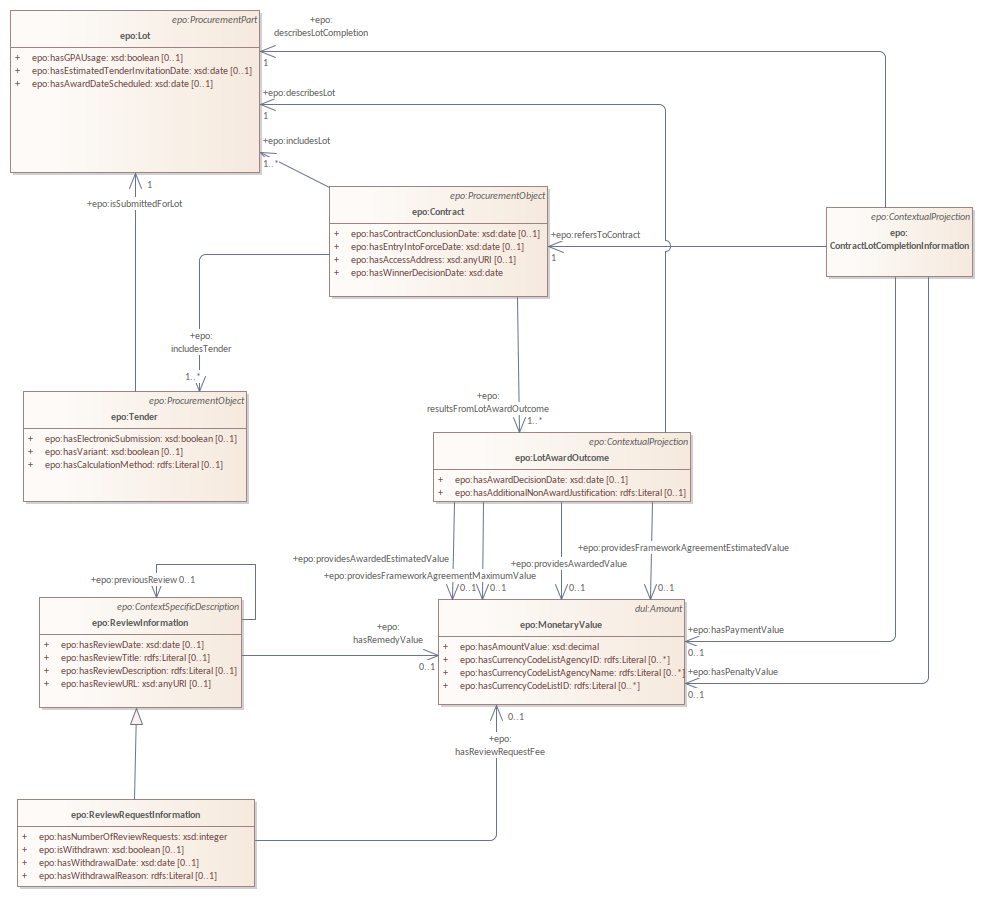 epo:ProcurementPart
epo:Lot
+ epo:hasGPAUsage: xsd:boolean [0..1]
+ epo:hasEstimatedTenderInvitationDate: xsd:date [0..1]
+ epo:hasAwardDateScheduled: xsd:date [0..1]
+epo:
describesLotCompletion
1
+epo:describesLot
1
+epo:includesLot
1..*
1
+epo:isSubmittedForLot
epo:ProcurementObject
epo:Contract
+ epo:hasContractConclusionDate: xsd:date [0..1]
+ epo:hasEntryIntoForceDate: xsd:date [0..1]
+ epo:hasAccessAddress: xsd:anyURI [0..1]
+ epo:hasWinnerDecisionDate: xsd:date
+epo:refersToContract
1
epo:ContextualProjection
epo:
ContractLotCompletionInformation
+epo:
includesTender
1..*
epo:ProcurementObject
epo:Tender
+ epo:hasElectronicSubmission: xsd:boolean [0..1]
+ epo:hasVariant: xsd:boolean [0..1]
+ epo:hasCalculationMethod: rdfs:Literal [0..1]
+epo:
resultsFromLotAwardOutcome
1..*
epo:ContextualProjection
epo:LotAwardOutcome
+ epo:hasAwardDecisionDate: xsd:date [0..1]
+ epo:hasAdditionalNonAwardJustification: rdfs:Literal [0..1]
+epo:providesFrameworkAgreementEstimatedValue
+epo:providesAwardedEstimatedValue
+epo:providesAwardedValue
+epo:providesFrameworkAgreementMaximumValue
0..1
0..1
0..1
0..1
+epo:previousReview 0..1
epo:ContextSpecificDescription
epo:ReviewInformation
+ epo:hasReviewDate: xsd:date [0..1]
+ epo:hasReviewTitle: rdfs:Literal [0..1]
+ epo:hasReviewDescription: rdfs:Literal [0..1]
+ epo:hasReviewURL: xsd:anyURI [0..1]
+epo:
hasRemedyValue
0..1
dul:Amount
epo:MonetaryValue
+ epo:hasAmountValue: xsd:decimal
+ epo:hasCurrencyCodeListAgencyID: rdfs:Literal [0..*]
+ epo:hasCurrencyCodeListAgencyName: rdfs:Literal [0..*]
+ epo:hasCurrencyCodeListID: rdfs:Literal [0..*]
+epo:hasPaymentValue
0..1
+epo:hasPenaltyValue
0..1
0..1
+epo:
hasReviewRequestFee
epo:ReviewRequestInformation
+ epo:hasNumberOfReviewRequests: xsd:integer
+ epo:isWithdrawn: xsd:boolean [0..1]
+ epo:hasWithdrawalDate: xsd:date [0..1]
+ epo:hasWithdrawalReason: rdfs:Literal [0..1]